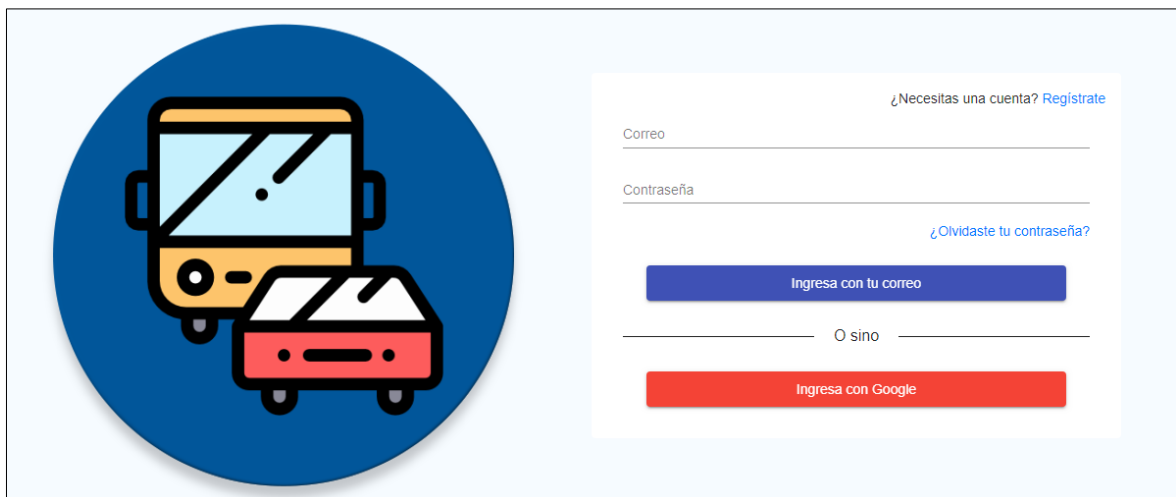 ¿Necesitas una cuenta? Regístrate
Correo
Contraseña
¿Olvidaste tu contraseña?
Ingresa con tu correo
O sino
Ingresa con Google